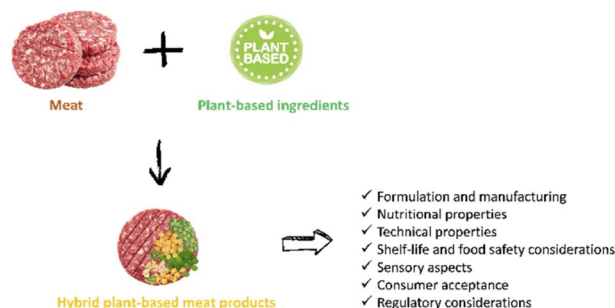 PLANT
BASED
Meat
Plant-based ingredients
Hybrid plant-based meat products
✓ Formulation and manufacturing
✓ Nutritional properties
✓ Technical properties
✓ Shelf-life and food safety considerations
✓ Sensory aspects
✓ Consumer acceptance
✓ Regulatory considerations